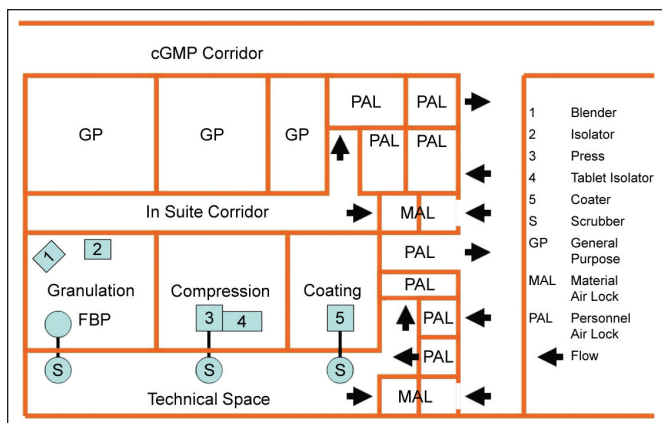 cGMP Corridor
PAL PAL
GP GP GP
PAL PAL
In Suite Corridor MAL
PAL
1 2
Granulation Compression Coating
PAL
FBP 3 4 5
PAL
PAL
S S S
Technical Space MAL
1 Blender
2 Isolator
3 Press
4 Tablet Isolator
5 Coater
S Scrubber
GP General
Purpose
MAL Material
Air Lock
PAL Personnel
Air Lock
Flow